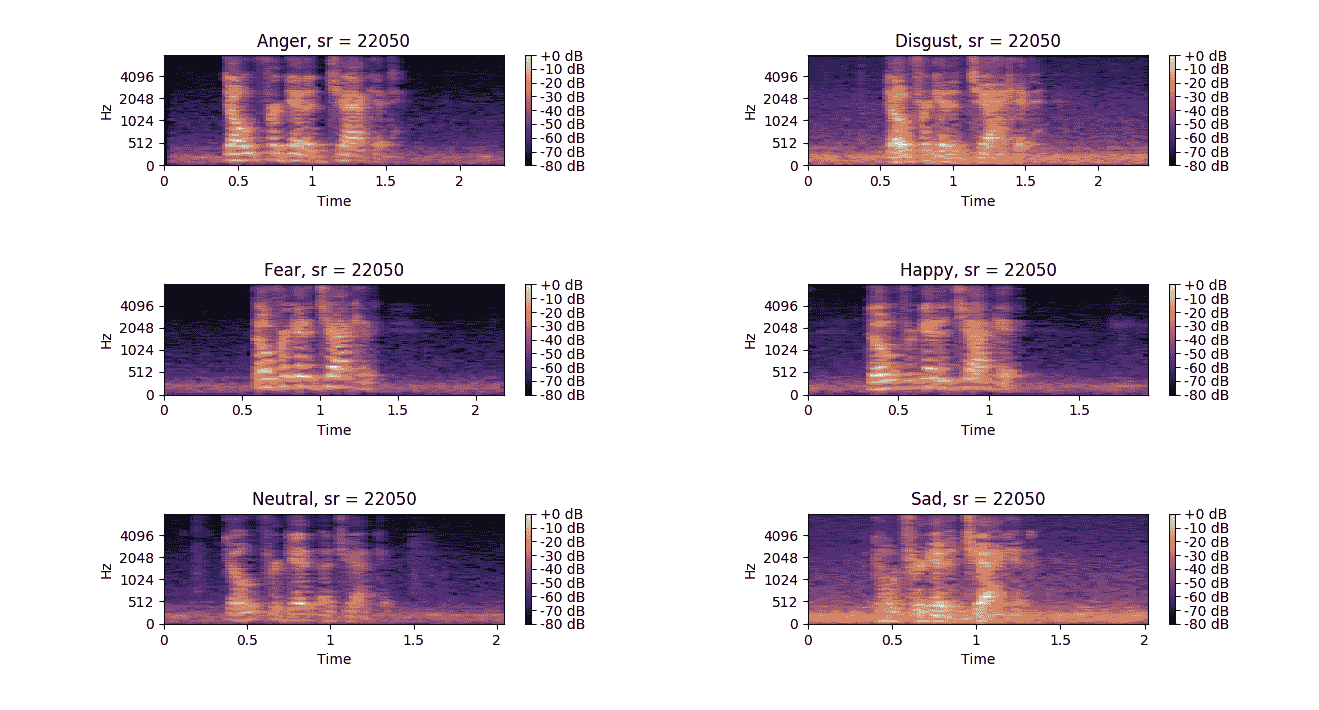 Anger, sr = 22050
Hz
4096
2048
1024
512
0
0 0.5 1 1.5 2
Time
+0 dB
-10 dB
-20 dB
-30 dB
-40 dB
-50 dB
-60 dB
-70 dB
-80 dB
Disgust, sr = 22050
Hz
4096
2048
1024
512
0
0 0.5 1 1.5 2
Time
+0 dB
-10 dB
-20 dB
-30 dB
-40 dB
-50 dB
-60 dB
-70 dB
-80 dB
Fear, sr = 22050
Hz
4096
2048
1024
512
0
0 0.5 1 1.5 2
Time
+0 dB
-10 dB
-20 dB
-30 dB
-40 dB
-50 dB
-60 dB
-70 dB
-80 dB
Happy, sr = 22050
Hz
4096
2048
1024
512
0
0 0.5 1 1.5
Time
+0 dB
-10 dB
-20 dB
-30 dB
-40 dB
-50 dB
-60 dB
-70 dB
-80 dB
Neutral, sr = 22050
Hz
4096
2048
1024
512
0
0 0.5 1 1.5 2
Time
+0 dB
-10 dB
-20 dB
-30 dB
-40 dB
-50 dB
-60 dB
-70 dB
-80 dB
Sad, sr = 22050
Hz
4096
2048
1024
512
0
0 0.5 1 1.5 2
Time
+0 dB
-10 dB
-20 dB
-30 dB
-40 dB
-50 dB
-60 dB
-70 dB
-80 dB